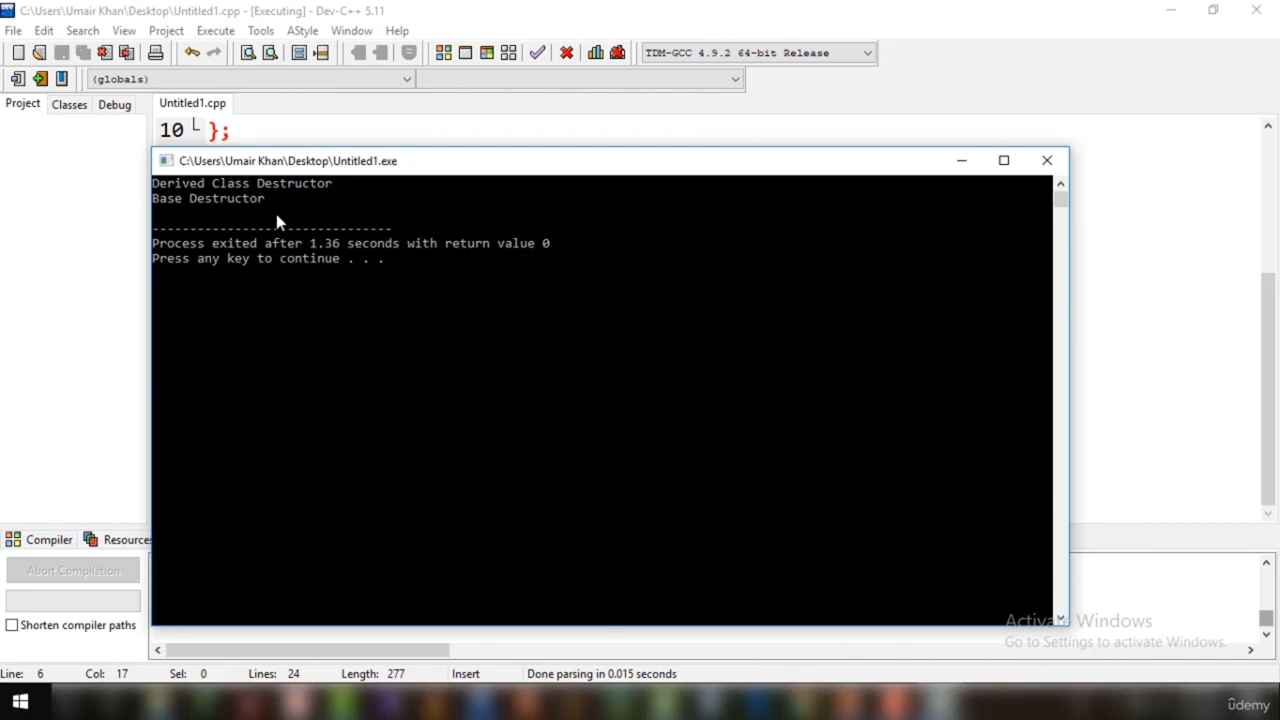 C:\Users\Umair Khan\Desktop\Untitled1.cpp - [Executing] - Dev-C++ 5.11
File Edit Search View Project Execute Tools AStyle Window Help
TDM-GCC 4.9.2 64-bit Release
(globals)
Project Classes Debug Untitled1.cpp
10 };
C:\Users\Umair Khan\Desktop\Untitled1.exe
Derived Class Destructor
Base Destructor
--------------------------------
Process exited after 1.36 seconds with return value 0
Press any key to continue . . .
Compiler Resources
Abort Compilation
Shorten compiler paths
Activate Windows
Go to Settings to activate Windows.
Line: 6 Col: 17 Sel: 0 Lines: 24 Length: 277 Insert Done parsing in 0.015 seconds
ûdemy